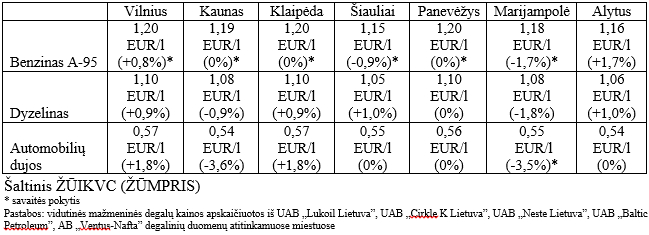 Vilnius Kaunas Klaipėda Šiauliai Panevėžys Marijampolė Alytus
1,20 1,19 1,20 1,15 1,20 1,18 1,16
EUR/l EUR/l EUR/l EUR/l EUR/l EUR/l EUR/l
Benzinas A-95 (+0,8%)* (0%)* (0%)* (-0,9%)* (0%)* (-1,7%)* (+1,7%)
1,10 1,08 1,10 1,05 1,10 1,08 1,06
EUR/l EUR/l EUR/l EUR/l EUR/l EUR/l EUR/l
Dyzelinas (+0,9%) (-0,9%) (+0,9%) (+1,0%) (0%) (-1,8%) (+1,0%)
0,57 0,54 0,57 0,55 0,56 0,55 0,54
Automobilių EUR/l EUR/l EUR/l EUR/l EUR/l EUR/l EUR/l
dujos (+1,8%) (-3,6%) (+1,8%) (0%) (0%) (-3,5%)* (0%)
Šaltinis ŽŪIKVC (ŽŪMPRIS)
* savaitės pokytis
Pastabos: vidutinės mažmeninės degalų kainos apskaičiuotos iš UAB „Lukoil Lietuva”, UAB „Cirkle K Lietuva, UAB „Neste Lietuva”, UAB „Baltic
Petroleum”, AB „Ventus-Nafta” degalinių duomenų atitinkamuose miestuose